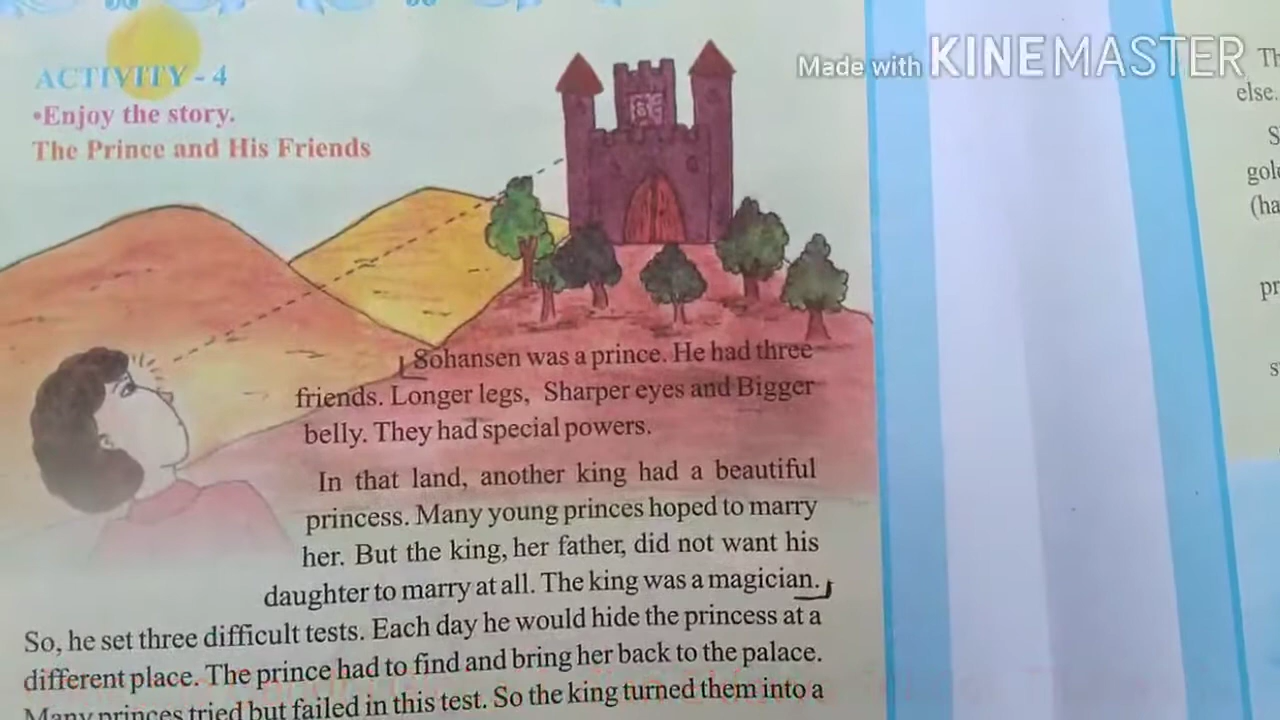 Made with KINEMASTER
ACTIVITY - 4
•Enjoy the story.
The Prince and His Friends
Sohansen was a prince. He had three
friends. Longer legs, Sharper eyes and Bigger
belly. They had special powers.
In that land, another king had a beautiful
princess. Many young princes hoped to marry
her. But the king, her father, did not want his
daughter to marry at all. The king was a magician.
So, he set three difficult tests. Each day he would hide the princess at a
different place. The prince had to find and bring her back to the palace.
Many princes tried but failed in this test. So the king turned them into a
else.